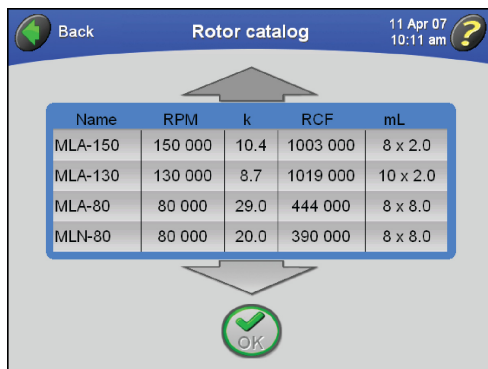 Back Rotor catalog 11 Apr 07
10:11 am ?
Name RPM k RCF mL
MLA-150 150 000 10.4 1003 000 8 x 2.0
MLA-130 130 000 8.7 1019 000 10 x 2.0
MLA-80 80 000 29.0 444 000 8 x 8.0
MLN-80 80 000 20.0 390 000 8 x 8.0
OK